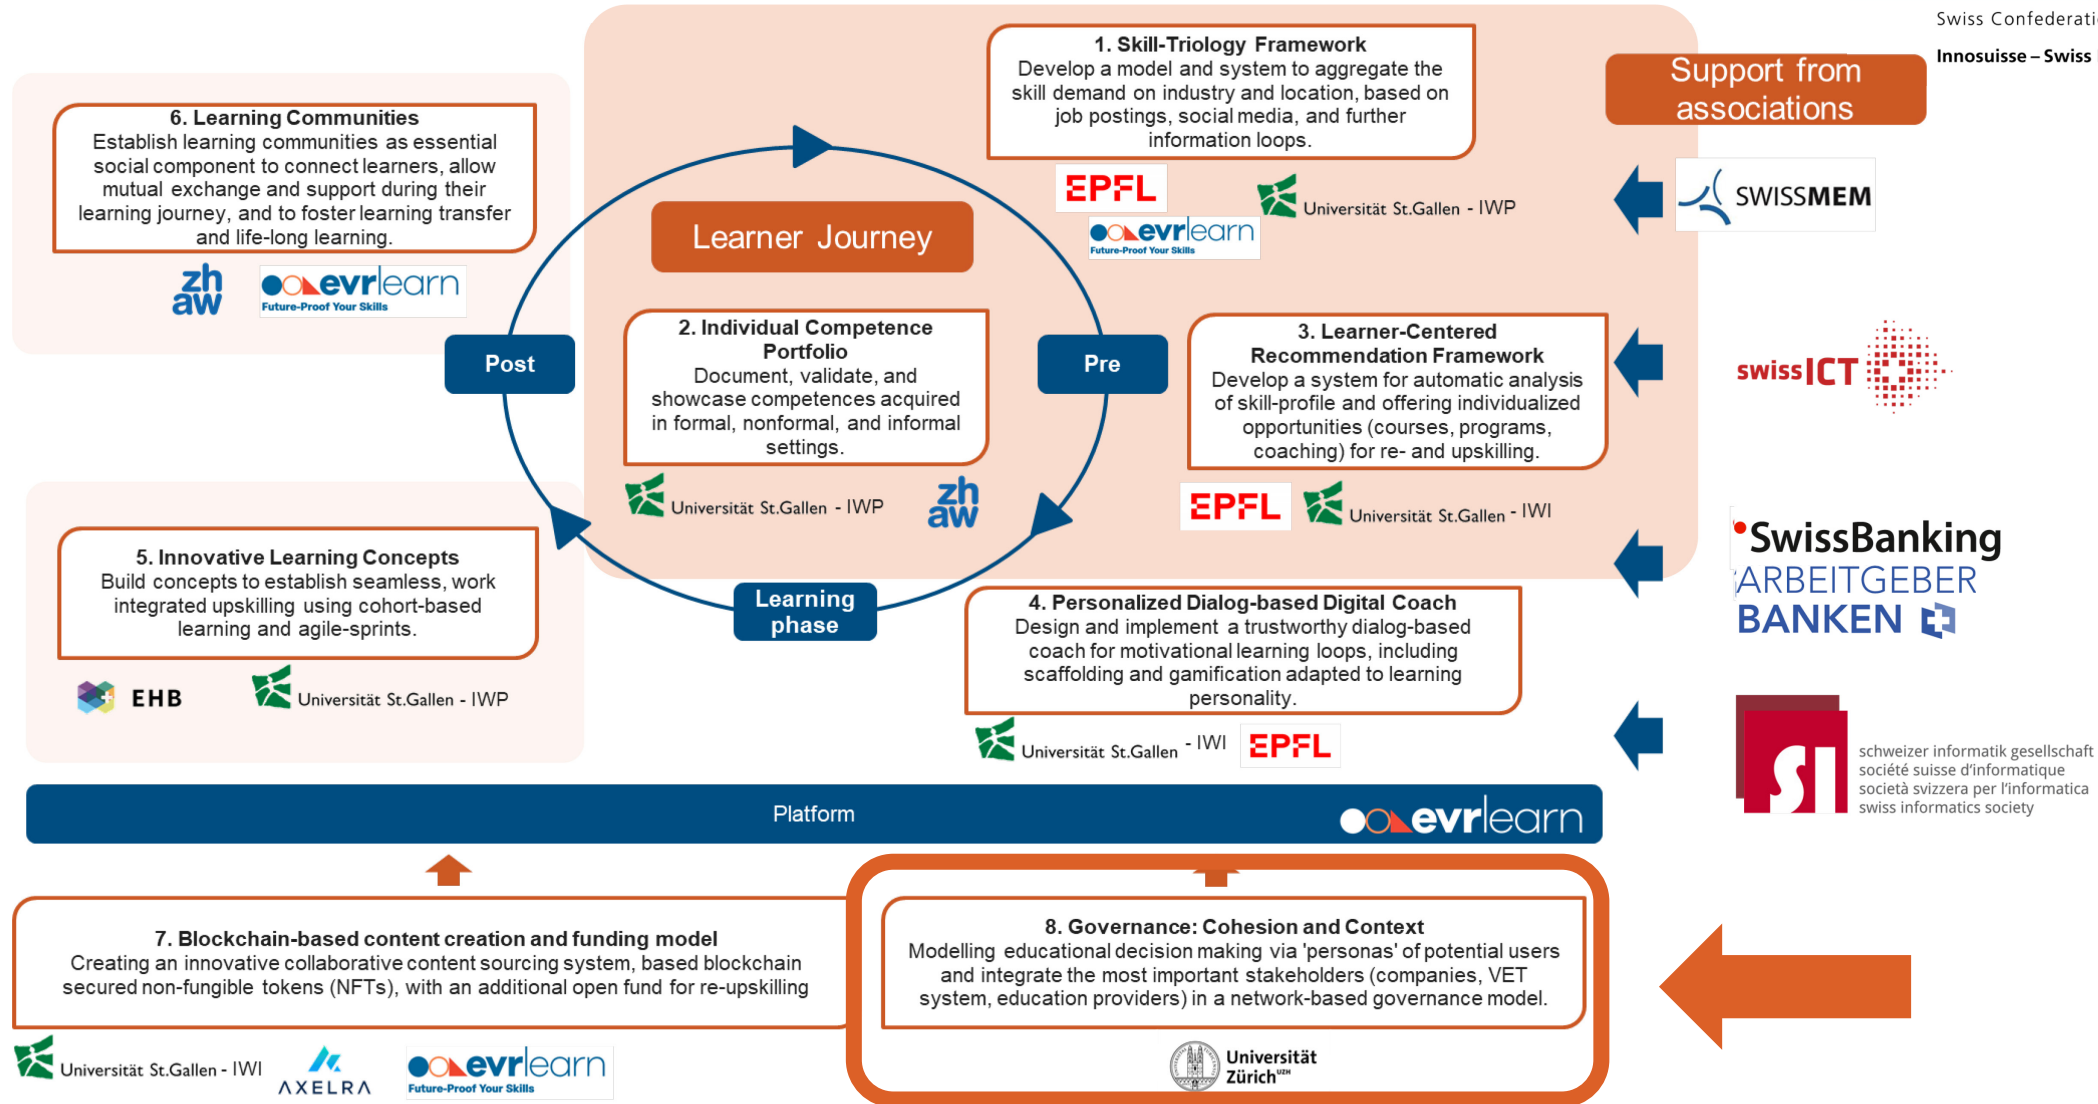 Swiss Confederati
Innosuisse – Swiss
Support from
associations
1. Skill-Triology Framework
Develop a model and system to aggregate the
skill demand on industry and location, based on
job postings, social media, and further
information loops.
EPFL
Universität St.Gallen - IWP
evrlearn
Future-Proof Your Skills
SWISSMEM
6. Learning Communities
Establish learning communities as essential
social component to connect learners, allow
mutual exchange and support during their
learning journey, and to foster learning transfer
and life-long learning.
zh
aw
evrlearn
Future-Proof Your Skills
Learner Journey
Post
Pre
2. Individual Competence
Portfolio
Document, validate, and
showcase competences acquired
in formal, nonformal, and informal
settings.
Universität St.Gallen - IWP
zh
aw
3. Learner-Centered
Recommendation Framework
Develop a system for automatic analysis
of skill-profile and offering individualized
opportunities (courses, programs,
coaching) for re- and upskilling.
EPFL
Universität St.Gallen - IWI
swissICT
5. Innovative Learning Concepts
Build concepts to establish seamless, work
integrated upskilling using cohort-based
learning and agile-sprints.
EHB
Universität St.Gallen - IWP
Learning
phase
4. Personalized Dialog-based Digital Coach
Design and implement a trustworthy dialog-based
coach for motivational learning loops, including
scaffolding and gamification adapted to learning
personality.
Universität St.Gallen - IWI
EPFL
SwissBanking
ARBEITGEBER
BANKEN
SI
schweizer informatik gesellschaft
société suisse d'informatique
società svizzera per l'informatica
swiss informatics society
Platform
evrlearn
7. Blockchain-based content creation and funding model
Creating an innovative collaborative content sourcing system, based blockchain
secured non-fungible tokens (NFTs), with an additional open fund for re-upskilling
Universität St.Gallen - IWI
AXELRA
evrlearn
Future-Proof Your Skills
8. Governance: Cohesion and Context
Modelling educational decision making via 'personas' of potential users
and integrate the most important stakeholders (companies, VET
system, education providers) in a network-based governance model.
Universität
Zürich UZH